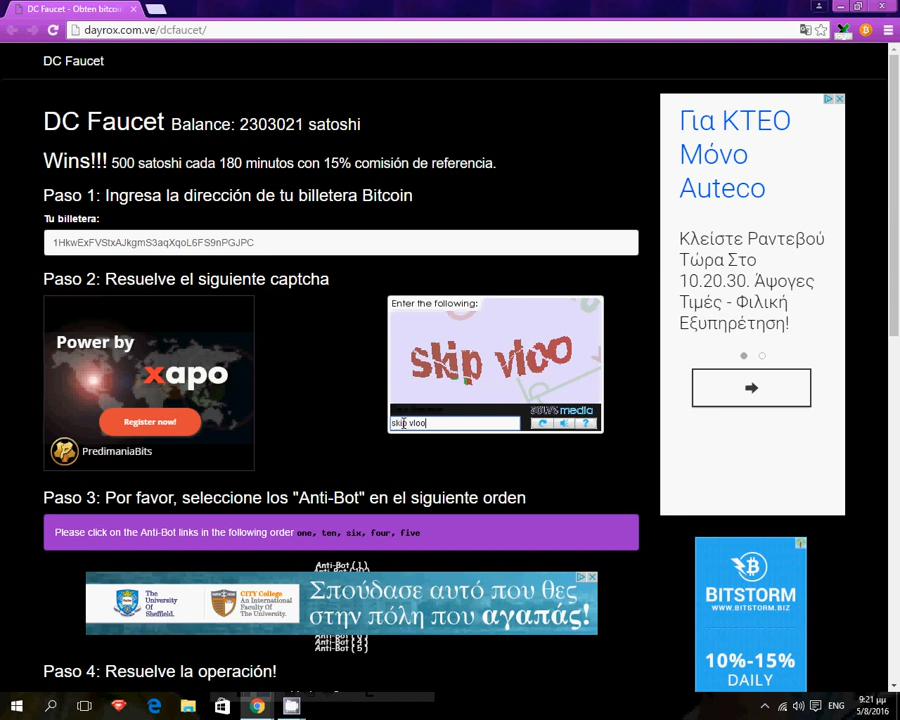 DC Faucet - Obten bitcoin
dayrox.com.ve/dcfaucet/
DC Faucet
DC Faucet Balance: 2303021 satoshi
Wins!!! 500 satoshi cada 180 minutos con 15% comisión de referencia.
Paso 1: Ingresa la dirección de tu billetera Bitcoin
Tu billetera:
1HkwExFVStxAJkgmS3aqXqoL6FS9nPGJPC
Paso 2: Resuelve el siguiente captcha
Power by
xapo
Register now!
PredimaniaBits
Enter the following:
skip vloo
media
skip vloo
Paso 3: Por favor, seleccione los "Anti-Bot" en el siguiente orden
Please click on the Anti-Bot links in the following order one, ten, six, four, five
Anti-Bot ( 1 )
The University Of Sheffield.
CITY College
An International Faculty Of The University.
Σπούδασε αυτό που θες
στην πόλη που αγαπάς!
Anti-Bot ( 4 )
Anti-Bot ( 5 )
Paso 4: Resuelve la operación!
Για ΚΤΕΟ
Μόνο
Auteco
Κλείστε Ραντεβού
Τώρα Στο
10.20.30. Άψογες
Τιμές - Φιλική
Εξυπηρέτηση!
BITSTORM
WWW.BITSTORM.BIZ
10%-15%
DAILY
ENG
9:21 μμ
5/8/2016